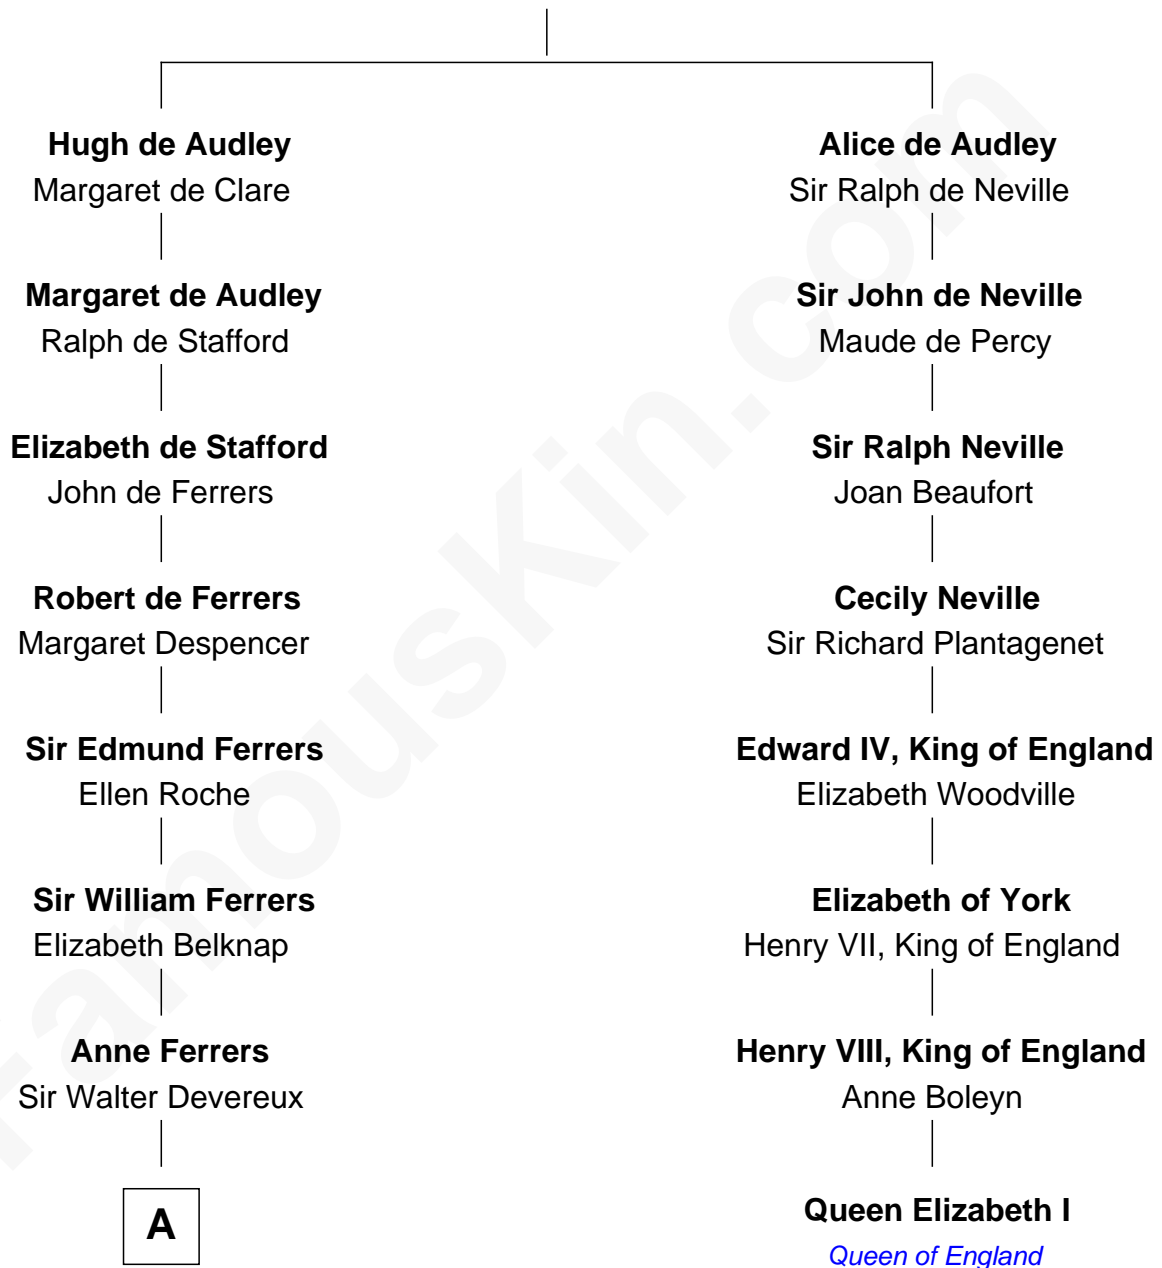 Hugh de Audley
Margaret de Clare
Margaret de Audley
Ralph de Stafford
Elizabeth de Stafford
John de Ferrers
Robert de Ferrers
Margaret Despencer
Sir Edmund Ferrers
Ellen Roche
Sir William Ferrers
Elizabeth Belknap
Anne Ferrers
Sir Walter Devereux
A
Alice de Audley
Sir Ralph de Neville
Sir John de Neville
Maude de Percy
Sir Ralph Neville
Joan Beaufort
Cecily Neville
Sir Richard Plantagenet
Edward IV, King of England
Elizabeth Woodville
Elizabeth of York
Henry VII, King of England
Henry VIII, King of England
Anne Boleyn
Queen Elizabeth I
Queen of England
FamousKin.com